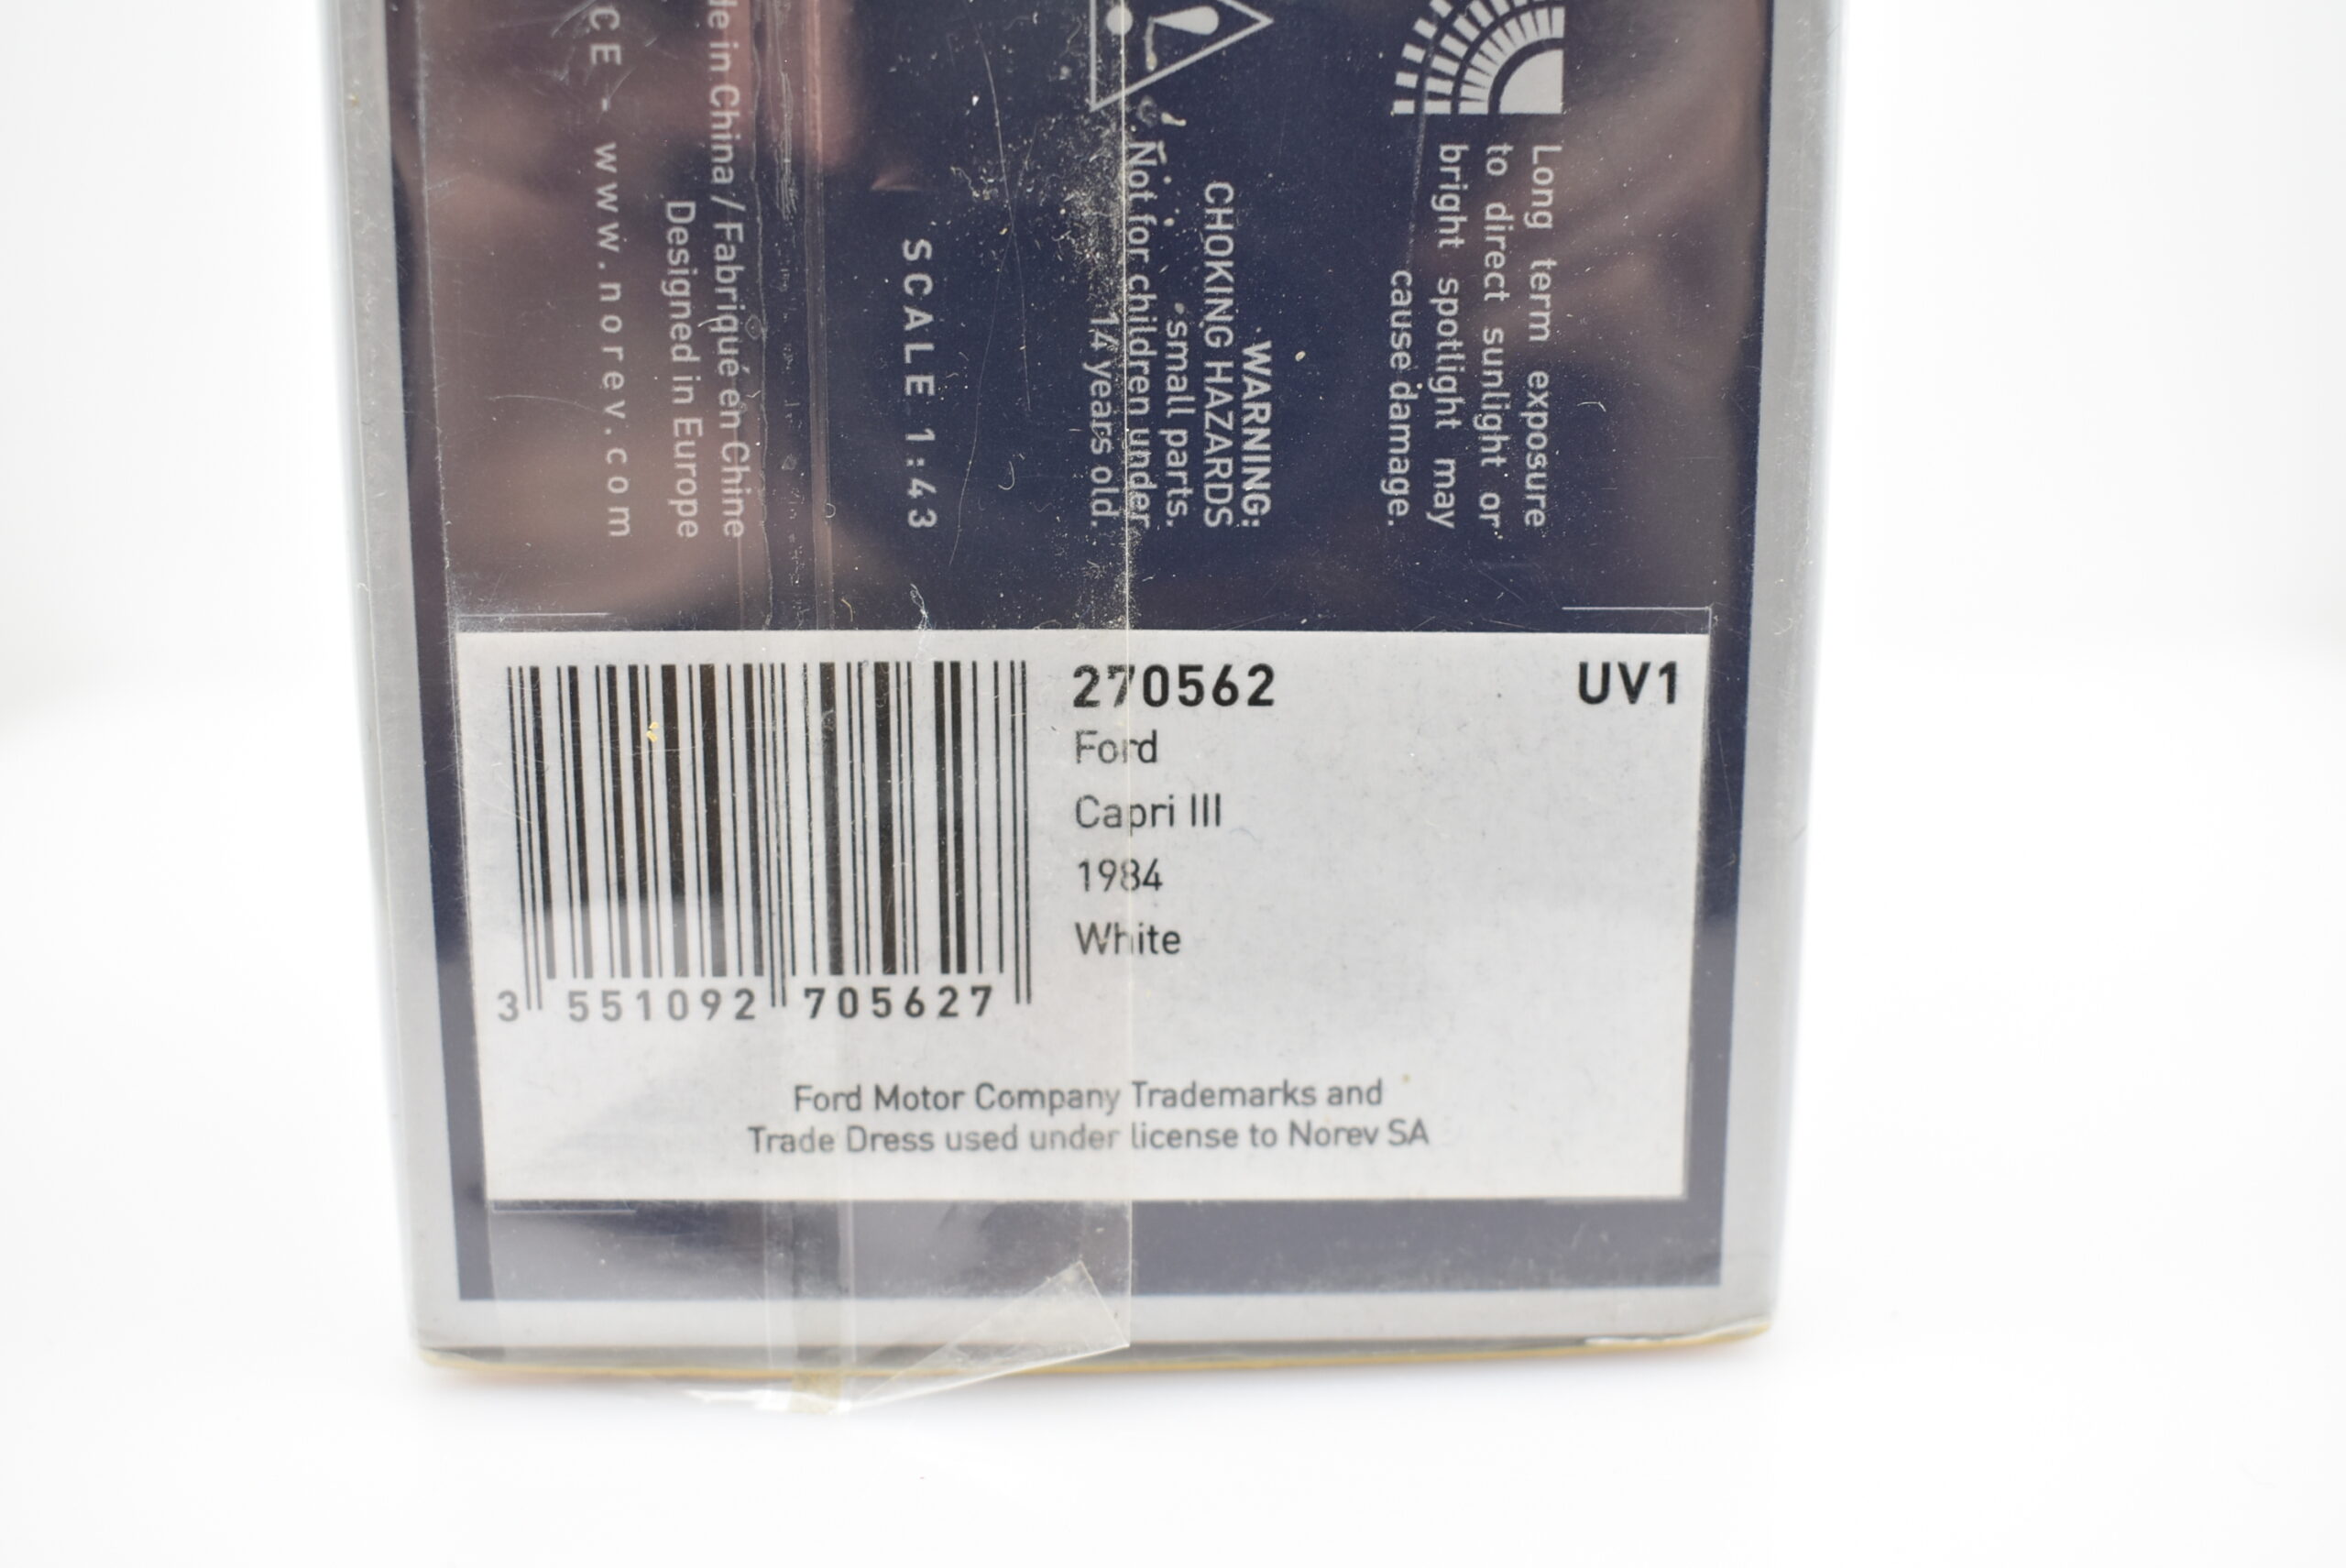 Long term exposure
to direct sunlight or
bright spotlight may
cause damage.
WARNING:
CHOKING HAZARDS
small parts.
Not for children under
14 years old.
SCALE 1:43
in China / Fabriqué en Chine
Designed in Europe
- www.norev.com
270562
UV1
Ford
Capri III
1984
White
3 551092 705627
Ford Motor Company Trademarks and
Trade Dress used under license to Norev SA